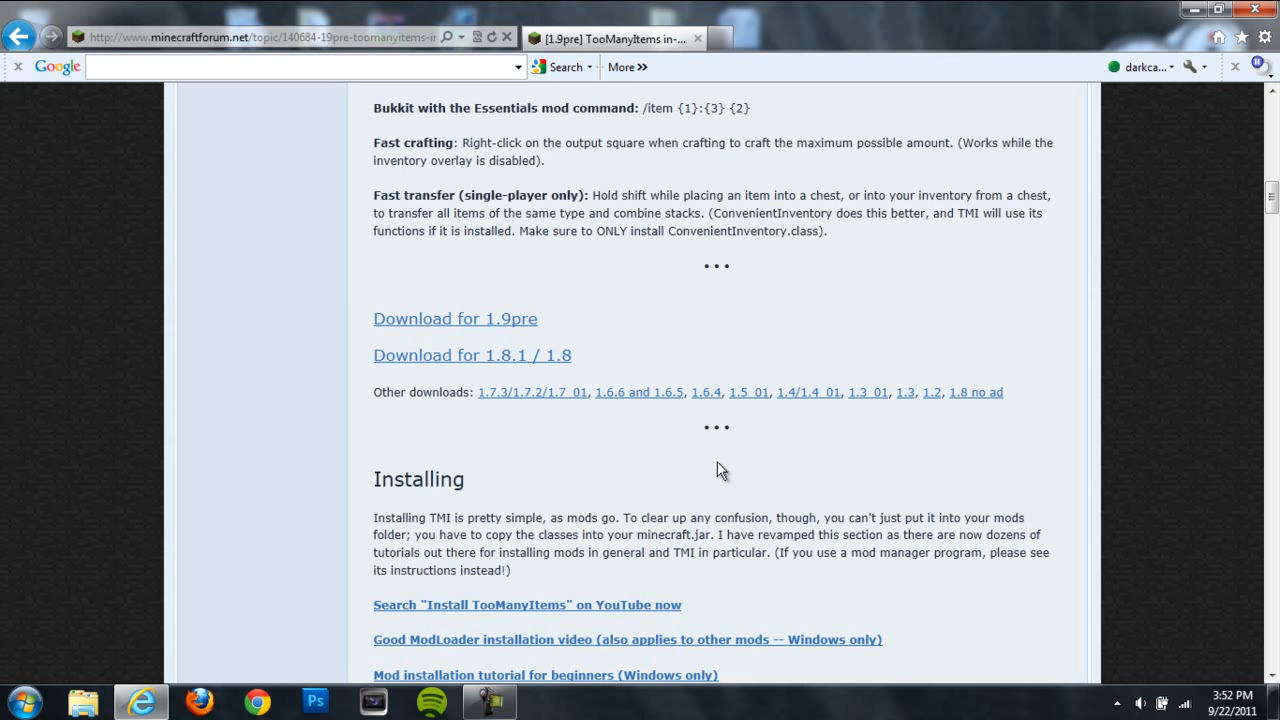 http://www.minecraftforum.net/topic/140684-19pre-toomanyitems-in
[1.9pre] TooManyItems in-...
Google
Search
More »
darkca...
Bukkit with the Essentials mod command: /item {1}:{3} {2}
Fast crafting: Right-click on the output square when crafting to craft the maximum possible amount. (Works while the
inventory overlay is disabled).
Fast transfer (single-player only): Hold shift while placing an item into a chest, or into your inventory from a chest,
to transfer all items of the same type and combine stacks. (ConvenientInventory does this better, and TMI will use its
functions if it is installed. Make sure to ONLY install ConvenientInventory.class).
• • •
Download for 1.9pre
Download for 1.8.1 / 1.8
Other downloads: 1.7.3/1.7.2/1.7_01, 1.6.6 and 1.6.5, 1.6.4, 1.5_01, 1.4/1.4_01, 1.3_01, 1.3, 1.2, 1.8 no ad
• • •
Installing
Installing TMI is pretty simple, as mods go. To clear up any confusion, though, you can't just put it into your mods
folder; you have to copy the classes into your minecraft.jar. I have revamped this section as there are now dozens of
tutorials out there for installing mods in general and TMI in particular. (If you use a mod manager program, please see
its instructions instead!)
Search "Install TooManyItems" on YouTube now
Good ModLoader installation video (also applies to other mods -- Windows only)
Mod installation tutorial for beginners (Windows only)
Ps
3:52 PM
9/22/2011